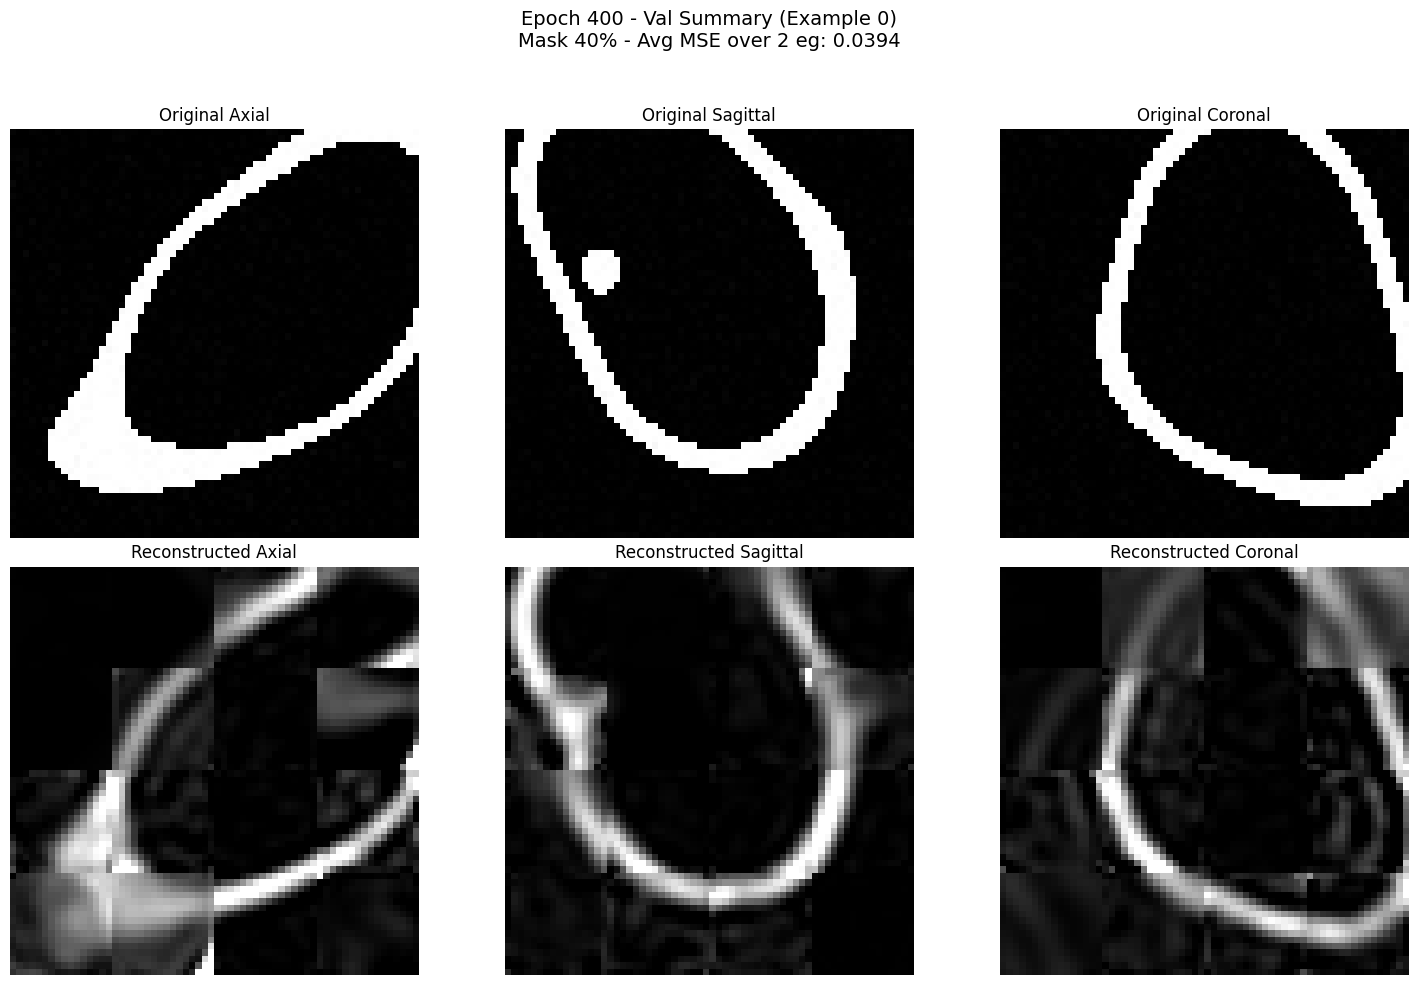 Epoch 400 - Val Summary (Example 0)
Mask 40% - Avg MSE over 2 eg: 0.0394
Original Axial
Original Sagittal
Original Coronal
Reconstructed Axial
Reconstructed Sagittal
Reconstructed Coronal